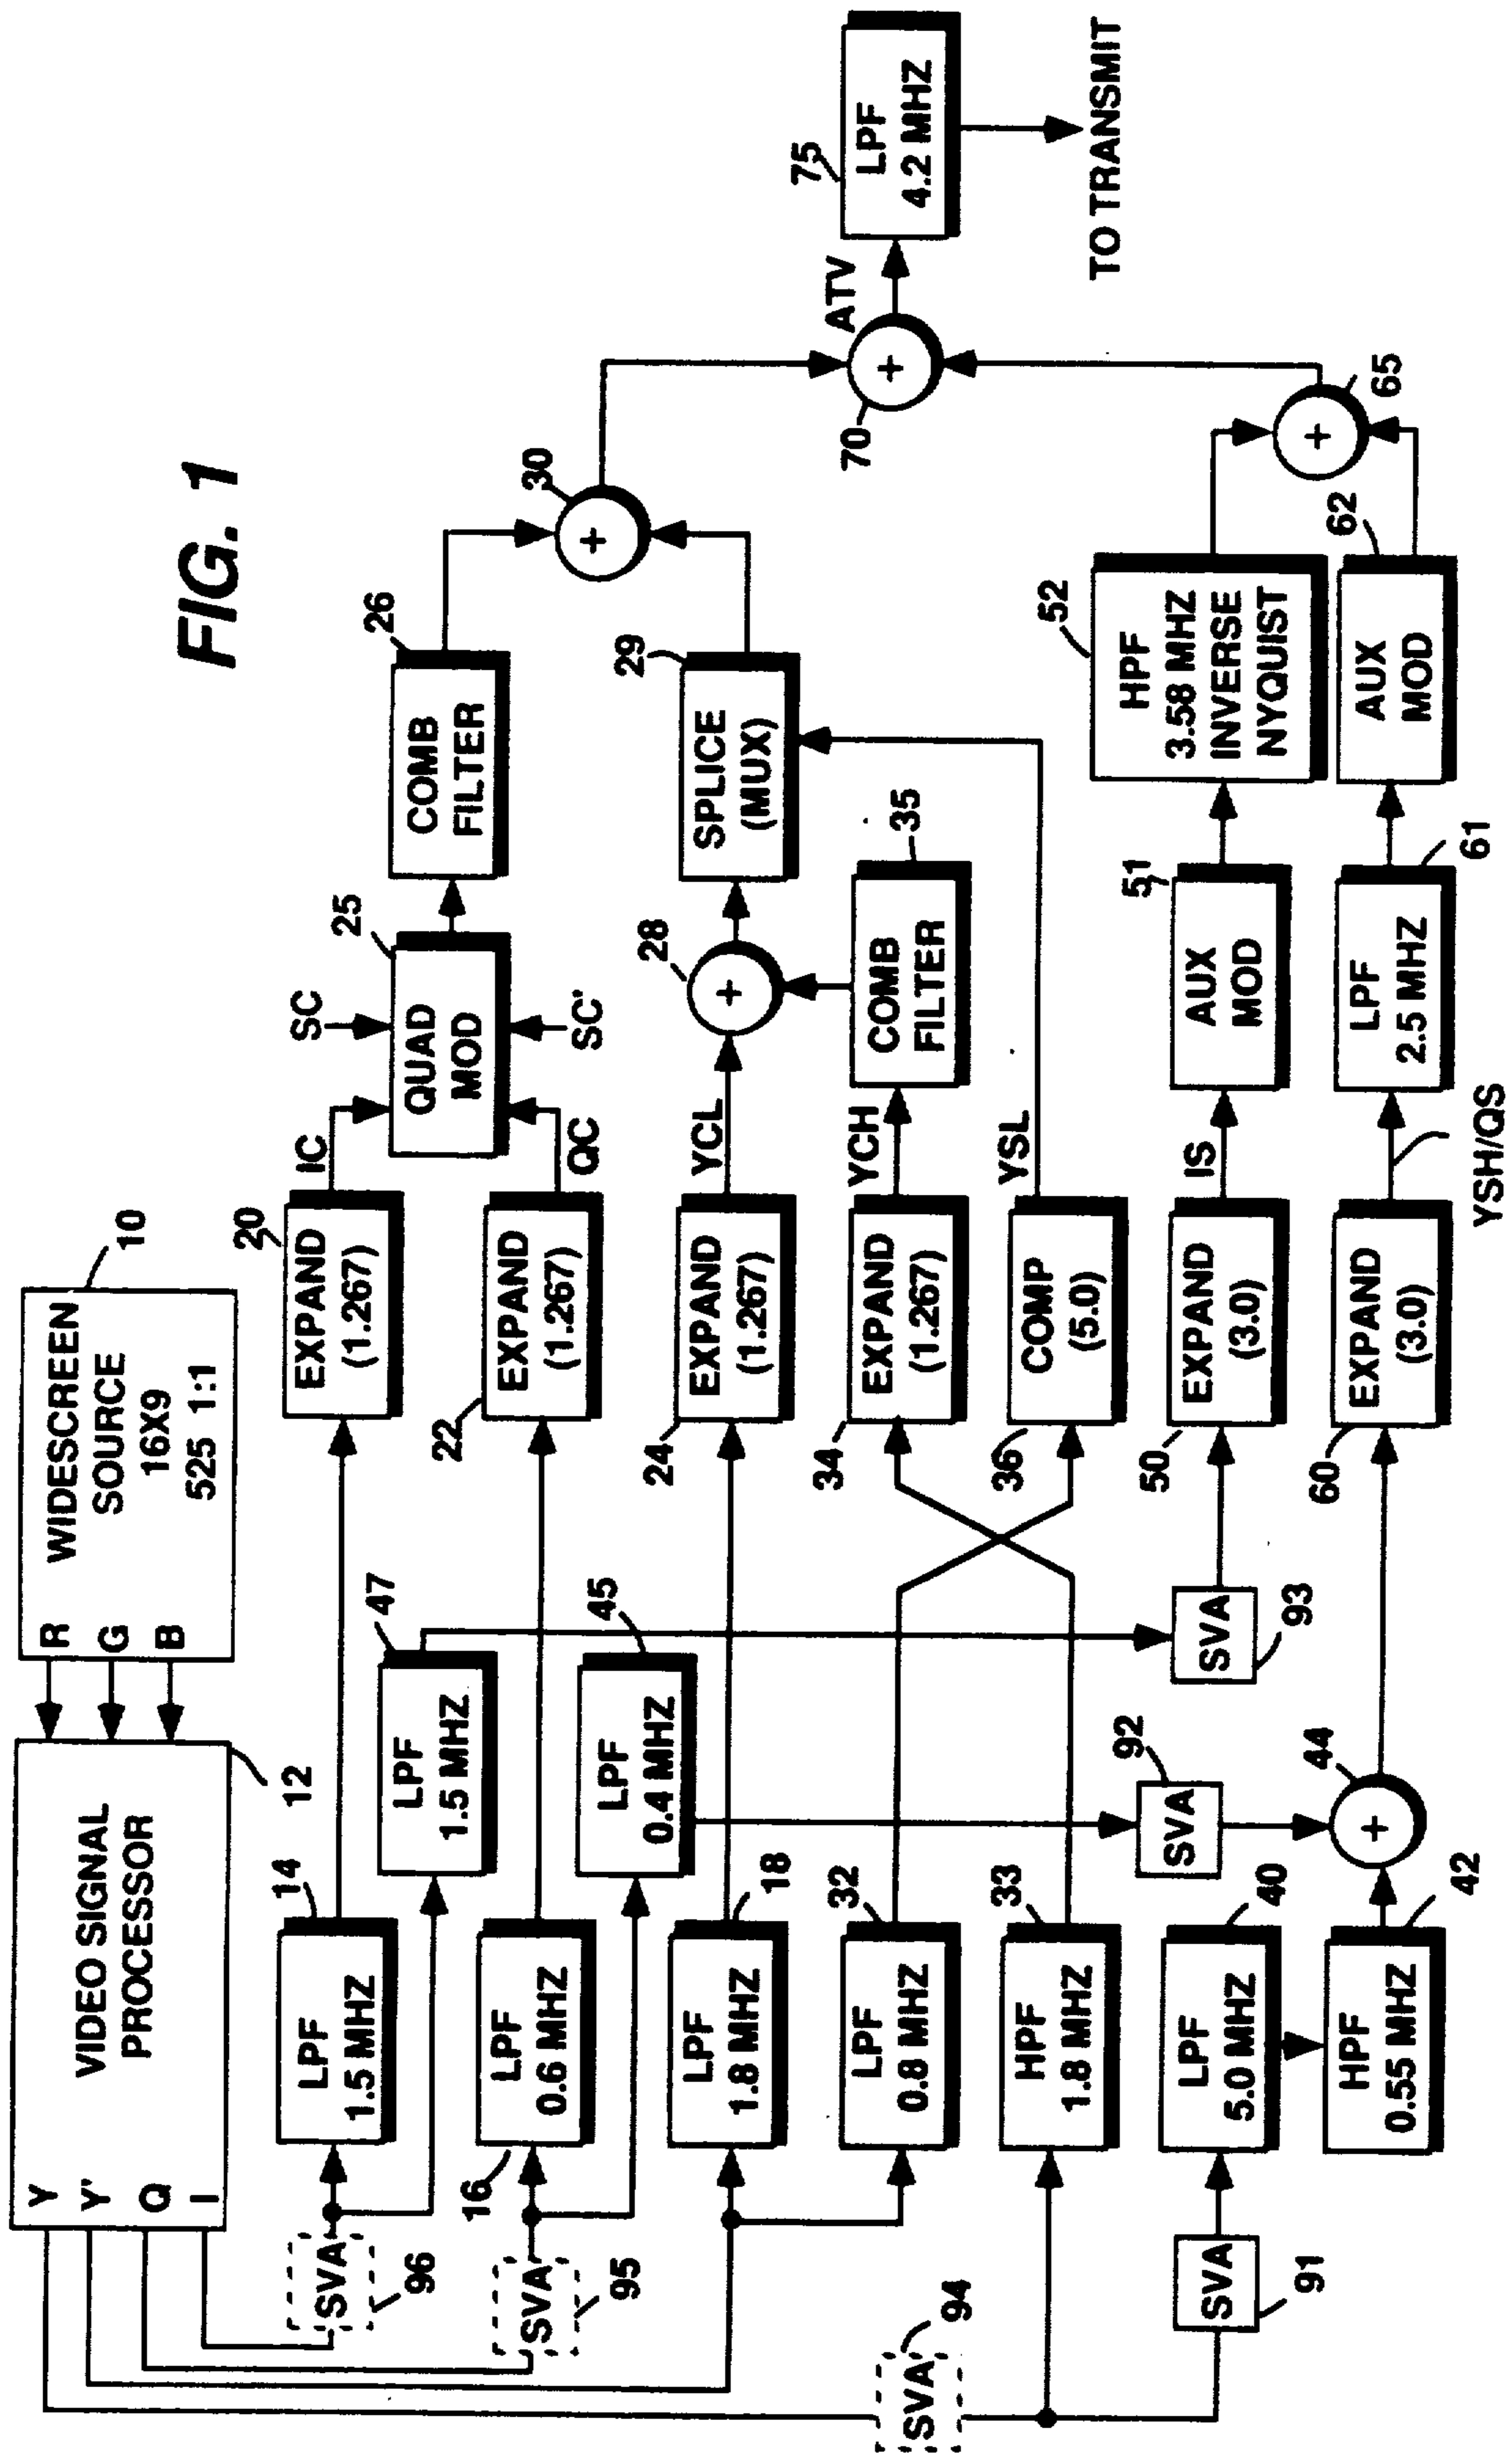 FIG. 1
WIDESCREEN
SOURCE
16X9
525 1:1
R
G
B
10
VIDEO SIGNAL
PROCESSOR
Y
Y'
Q
I
12
SVA
96
LPF
1.5 MHZ
14
LPF
1.5 MHZ
47
EXPAND
(1.267)
20
IC
SC
QUAD
MOD
25
SC'
QC
COMB
FILTER
26
SVA
95
LPF
0.6 MHZ
16
LPF
0.4 MHZ
45
EXPAND
(1.267)
22
+
30
LPF
1.8 MHZ
18
EXPAND
(1.267)
24
YCL
+
28
SPLICE
(MUX)
29
LPF
0.8 MHZ
32
EXPAND
(1.267)
34
YCH
COMB
FILTER
35
+
70
ATV
LPF
4.2 MHZ
75
TO TRANSMIT
SVA
94
HPF
1.8 MHZ
33
COMP
(5.0)
36
YSL
SVA
91
LPF
5.0 MHZ
40
SVA
92
SVA
93
EXPAND
(3.0)
50
IS
AUX
MOD
51
HPF
3.58 MHZ
INVERSE
NYQUIST
52
HPF
0.55 MHZ
42
+
44
EXPAND
(3.0)
60
YSH/QS
LPF
2.5 MHZ
61
AUX
MOD
62
+
65